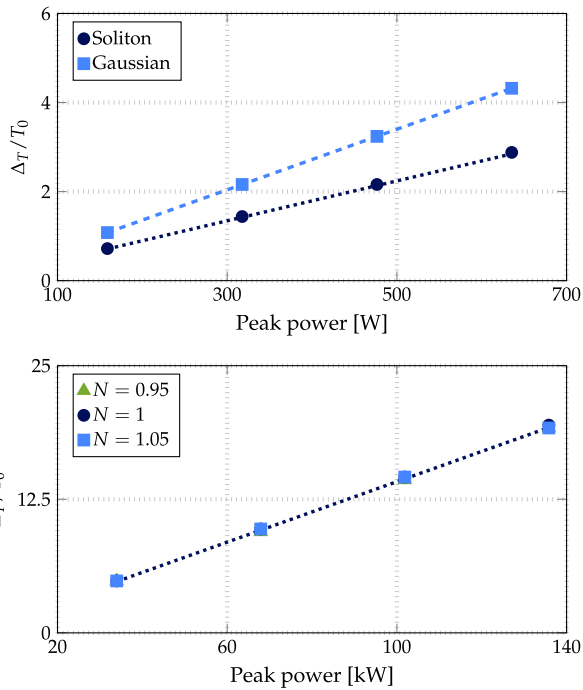 6
4
2
0
Δ_T/T_0
Soliton
Gaussian
100 300 500 700
Peak power [W]
25
12.5
0
N = 0.95
N = 1
N = 1.05
20 60 100 140
Peak power [kW]